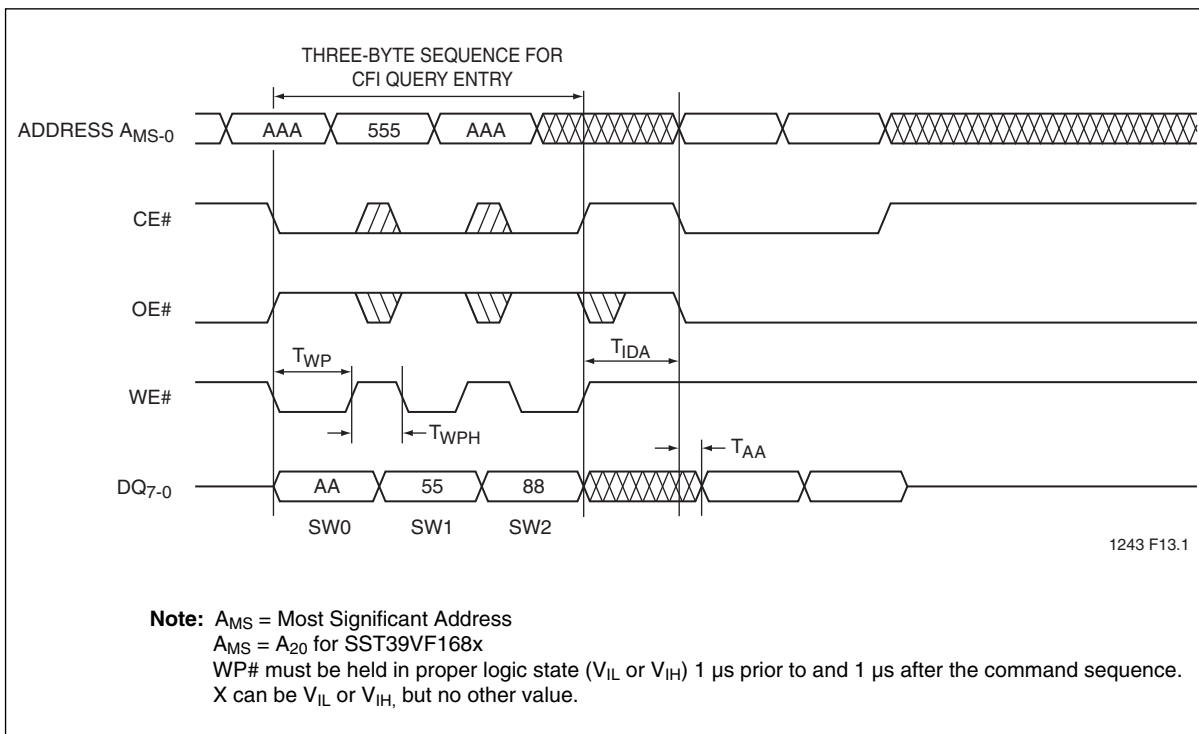 THREE-BYTE SEQUENCE FOR
CFI QUERY ENTRY
ADDRESS AMS-0
AAA 555 AAA
CE#
OE#
TWP TIDA
WE#
TWPH TAA
DQ7-0
AA 55 88
SW0 SW1 SW2
1243 F13.1
Note: AMS = Most Significant Address
AMS = A20 for SST39VF168x
WP# must be held in proper logic state (VIL or VIH) 1 µs prior to and 1 µs after the command sequence.
X can be VIL or VIH, but no other value.